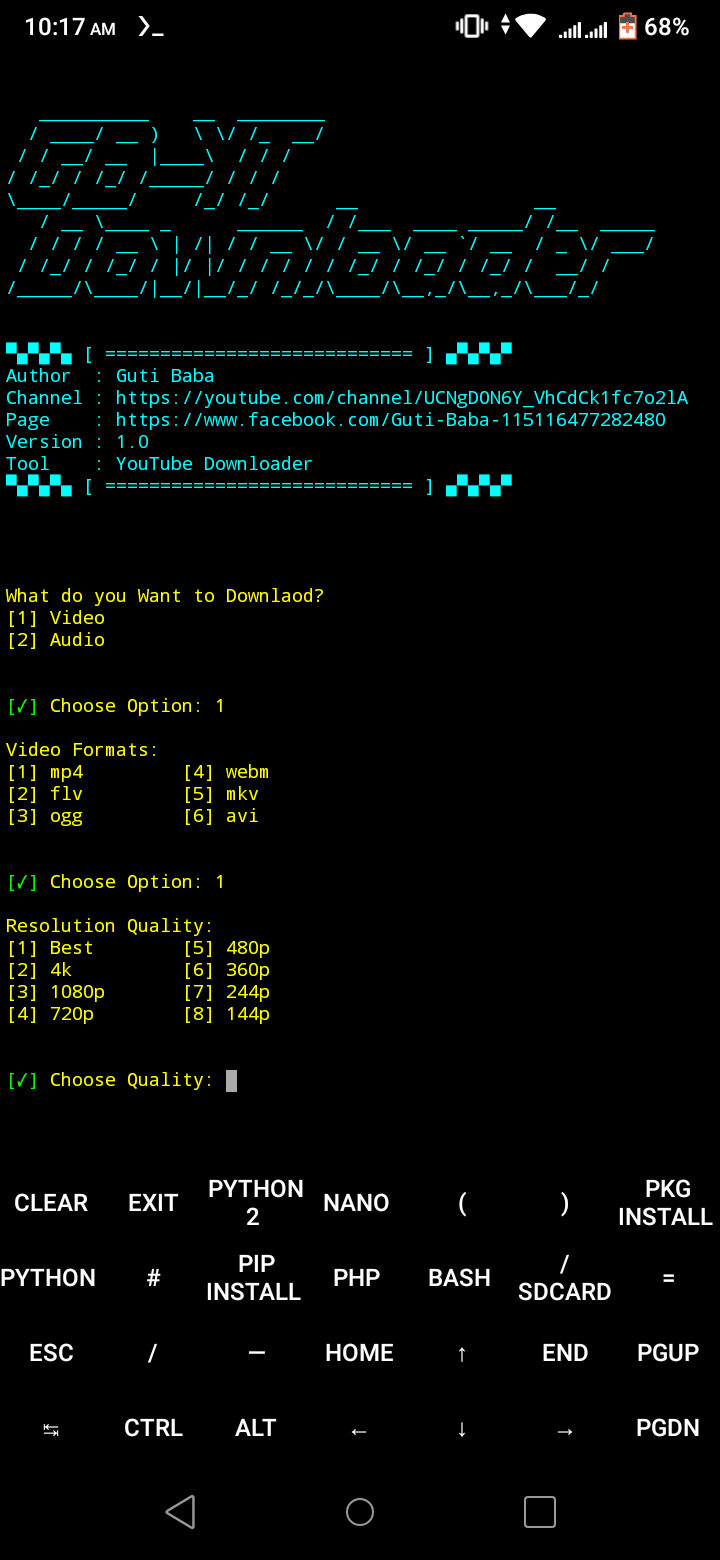 10:17 AM
68%
GB-YT
Downloader
[ ============================ ]
Author : Guti Baba
Channel : https://youtube.com/channel/UCNgD0N6Y_VhCdCk1fc7o2lA
Page : https://www.facebook.com/Guti-Baba-115116477282480
Version : 1.0
Tool : YouTube Downloader
[ ============================ ]
What do you Want to Downlaod?
[1] Video
[2] Audio
[✓] Choose Option: 1
Video Formats:
[1] mp4 [4] webm
[2] flv [5] mkv
[3] ogg [6] avi
[✓] Choose Option: 1
Resolution Quality:
[1] Best [5] 480p
[2] 4k [6] 360p
[3] 1080p [7] 244p
[4] 720p [8] 144p
[✓] Choose Quality:
CLEAR EXIT PYTHON 2 NANO ( ) PKG INSTALL
PYTHON # PIP INSTALL PHP BASH /SDCARD =
ESC / — HOME ↑ END PGUP
↹ CTRL ALT ← ↓ → PGDN